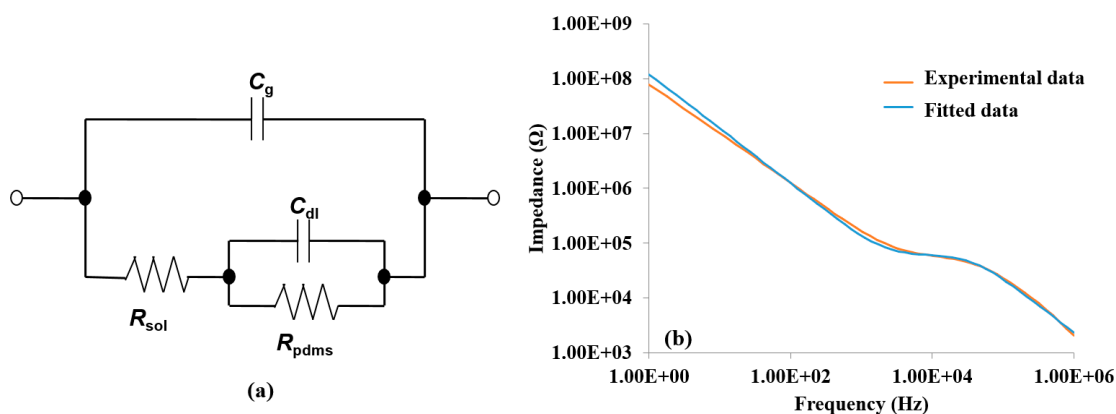 C_g
C_dl
R_sol
R_pdms
(a)
1.00E+09
1.00E+08
1.00E+07
1.00E+06
1.00E+05
1.00E+04
1.00E+03
Impedance (Ω)
Experimental data
Fitted data
(b)
1.00E+00 1.00E+02 1.00E+04 1.00E+06
Frequency (Hz)